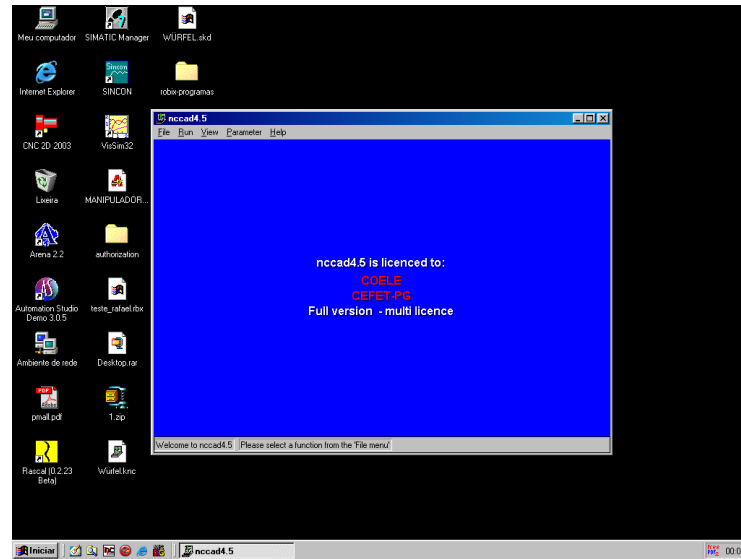 Meu computador
SIMATIC Manager
WÜRFEL.skd
Internet Explorer
Sincon
SINCON
robix-programas
CNC 2D 2003
VisSim32
Lixeira
MANIPULADOR...
Arena 2.2
authorization
Automation Studio
Demo 3.0.5
teste_rafael.rbx
Ambiente de rede
Desktop.rar
PDF
Adobe
pmall.pdf
1.zip
Rascal (0.2.23
Beta)
Würfel.knc
nccad4.5
File Run View Parameter Help
nccad4.5 is licenced to:
COELE
CEFET-PG
Full version - multi licence
Welcome to nccad4.5 Please select a function from the 'File menu'
Iniciar
nccad4.5